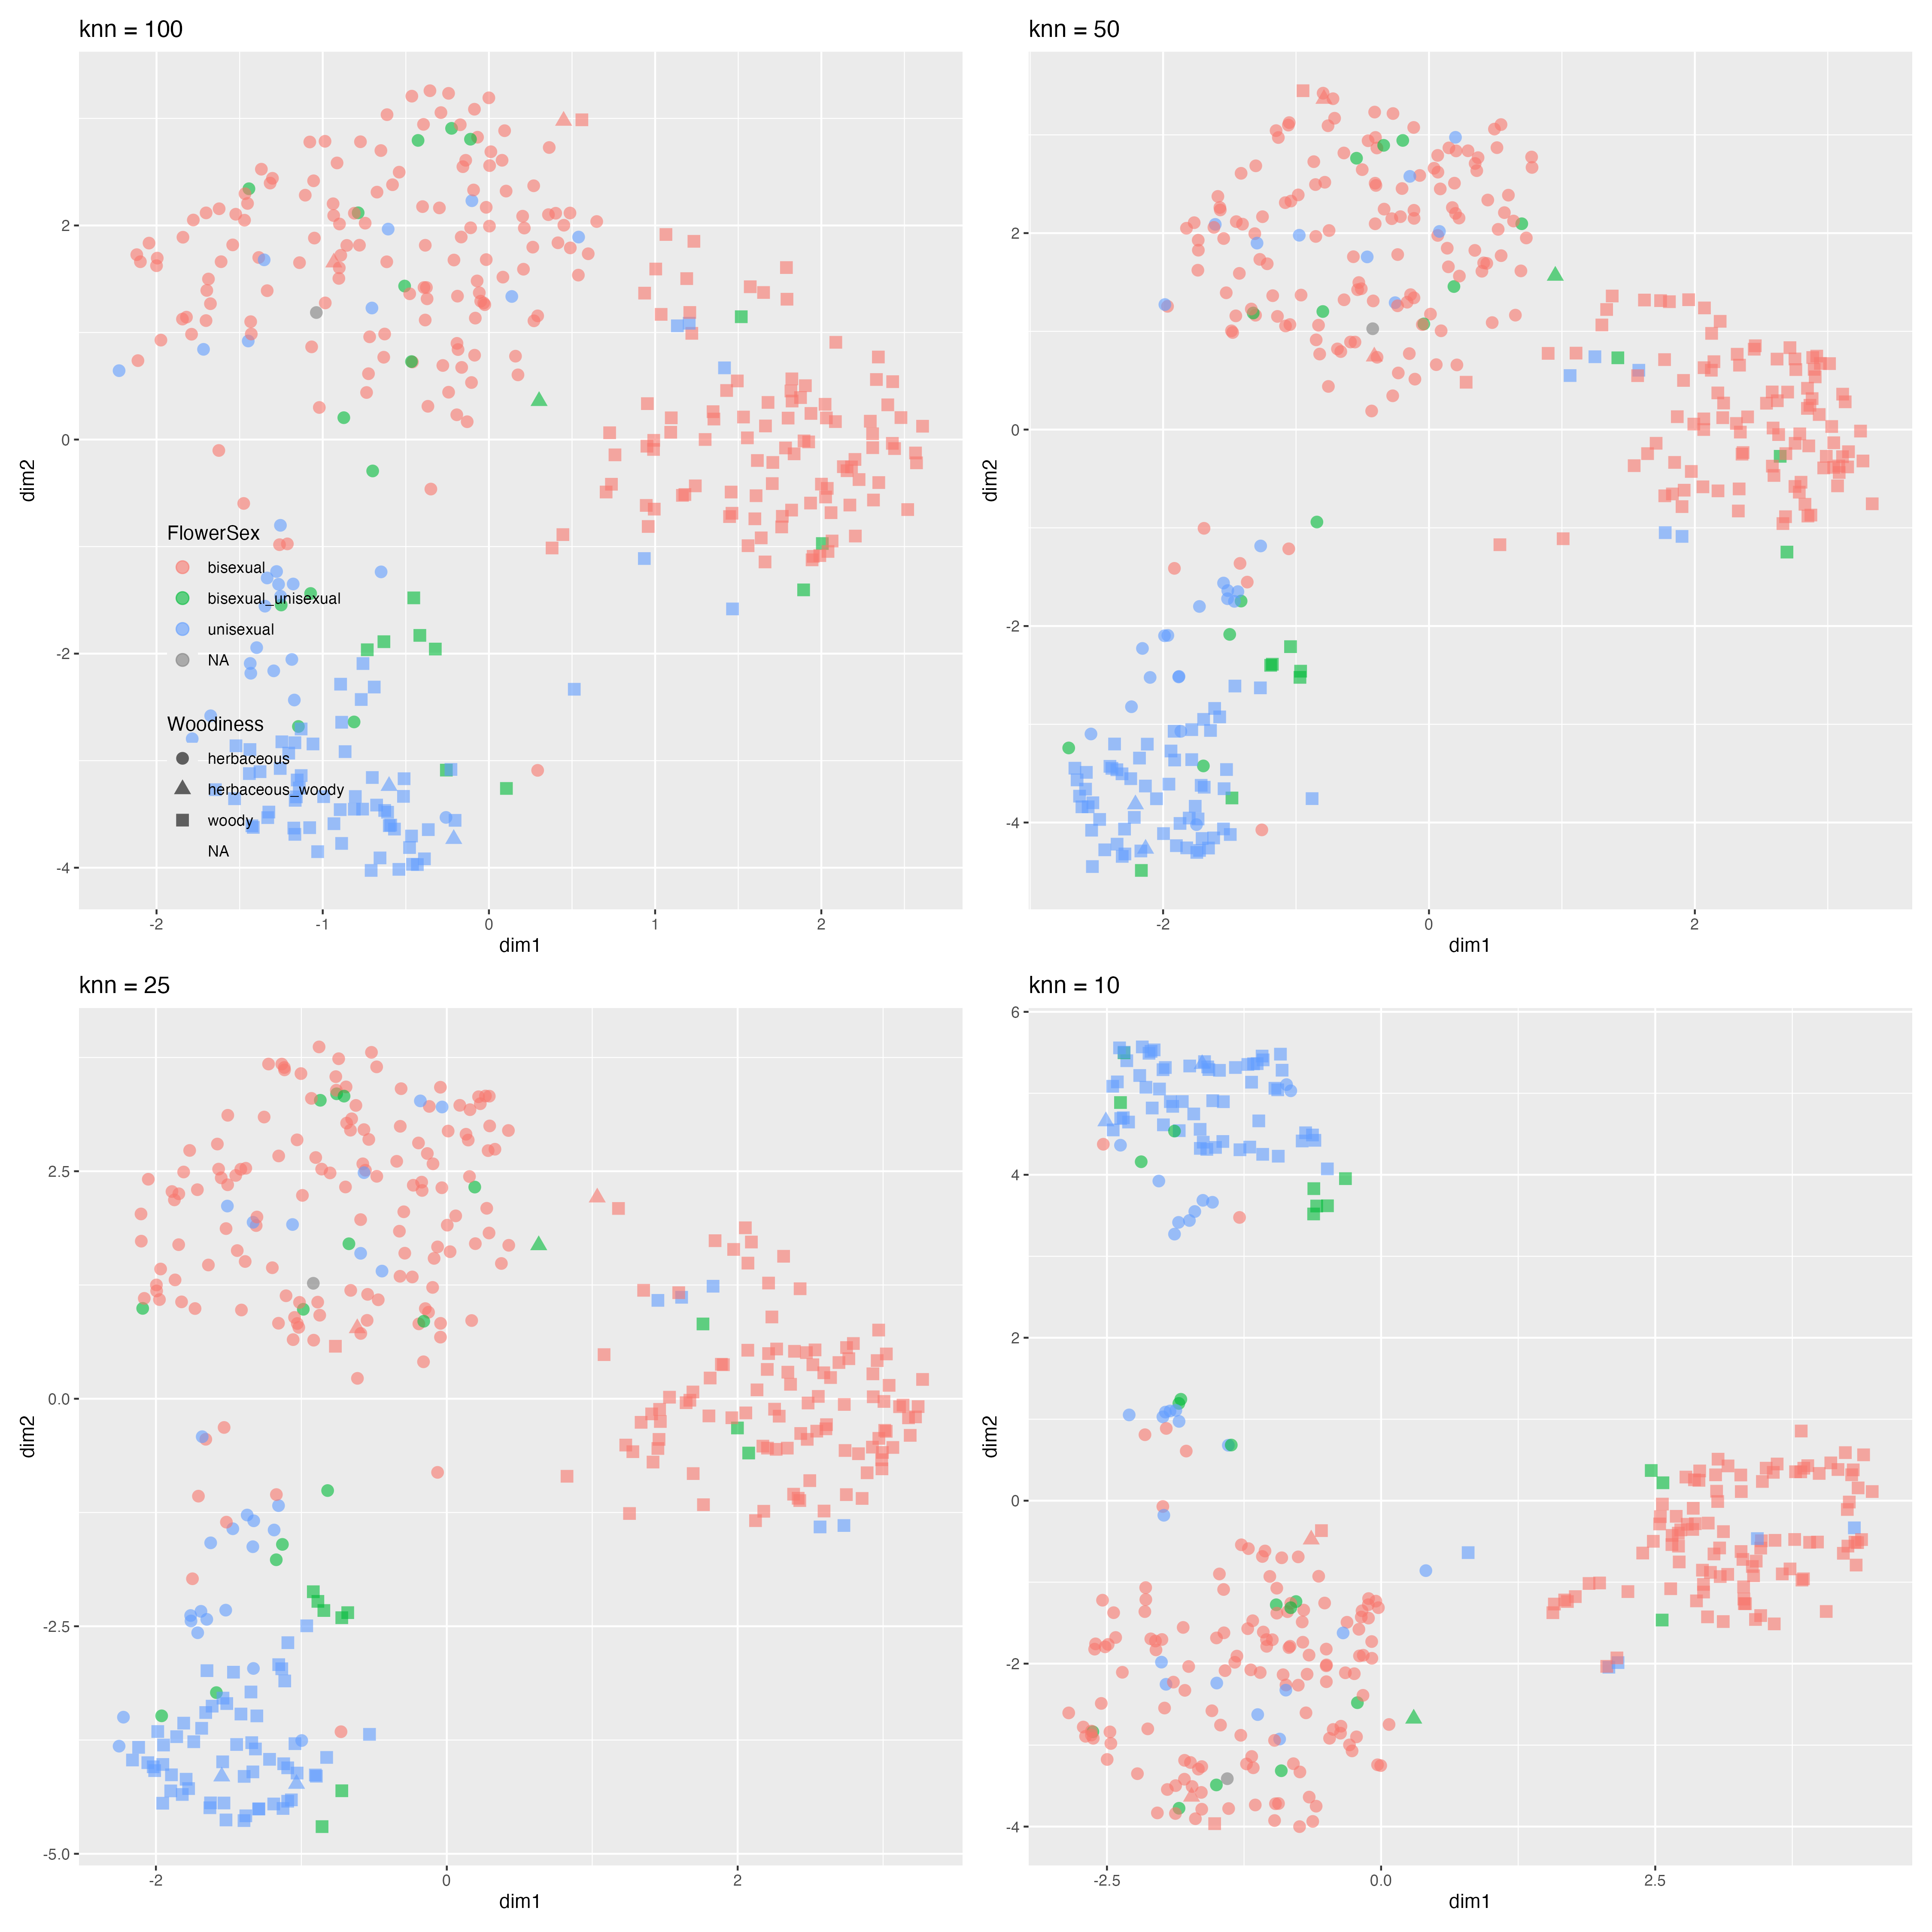 knn = 100
dim2
2
0
-2
-4
FlowerSex
bisexual
bisexual_unisexual
unisexual
NA
Woodiness
herbaceous
herbaceous_woody
woody
NA
-2
-1
0
1
2
dim1
knn = 50
dim2
2
0
-2
-4
-2
0
2
dim1
knn = 25
dim2
2.5
0.0
-2.5
-5.0
-2
0
2
dim1
knn = 10
dim2
6
4
2
0
-2
-4
-2.5
0.0
2.5
dim1